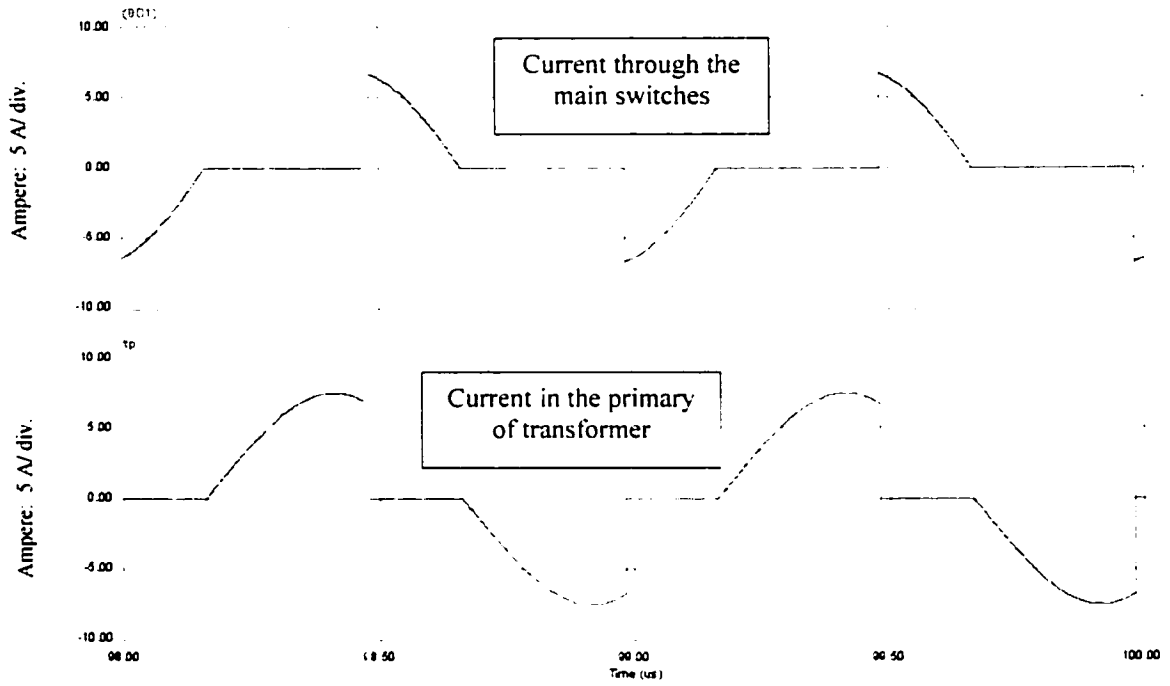 10.00
5.00
0.00
-5.00
-10.00
Ampere: 5 A/ div.
Current through the
main switches
10.00
5.00
0.00
-5.00
-10.00
Ampere: 5 A/ div.
Current in the primary
of transformer
98.00
98.50
99.00
99.50
100.00
Time (us)